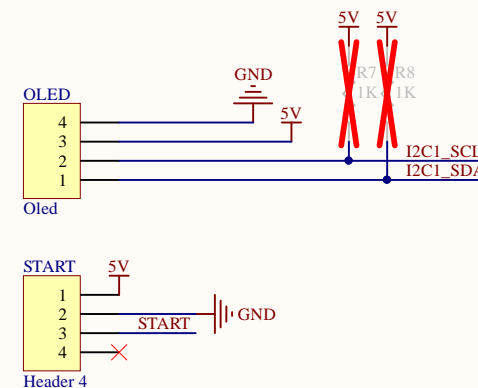 5V 5V
R7 R8
1K 1K
GND
OLED
5V
4
3
2 I2C1_SCL
1 I2C1_SDA
Oled
START
5V
1
2 GND
3 START
4
Header 4